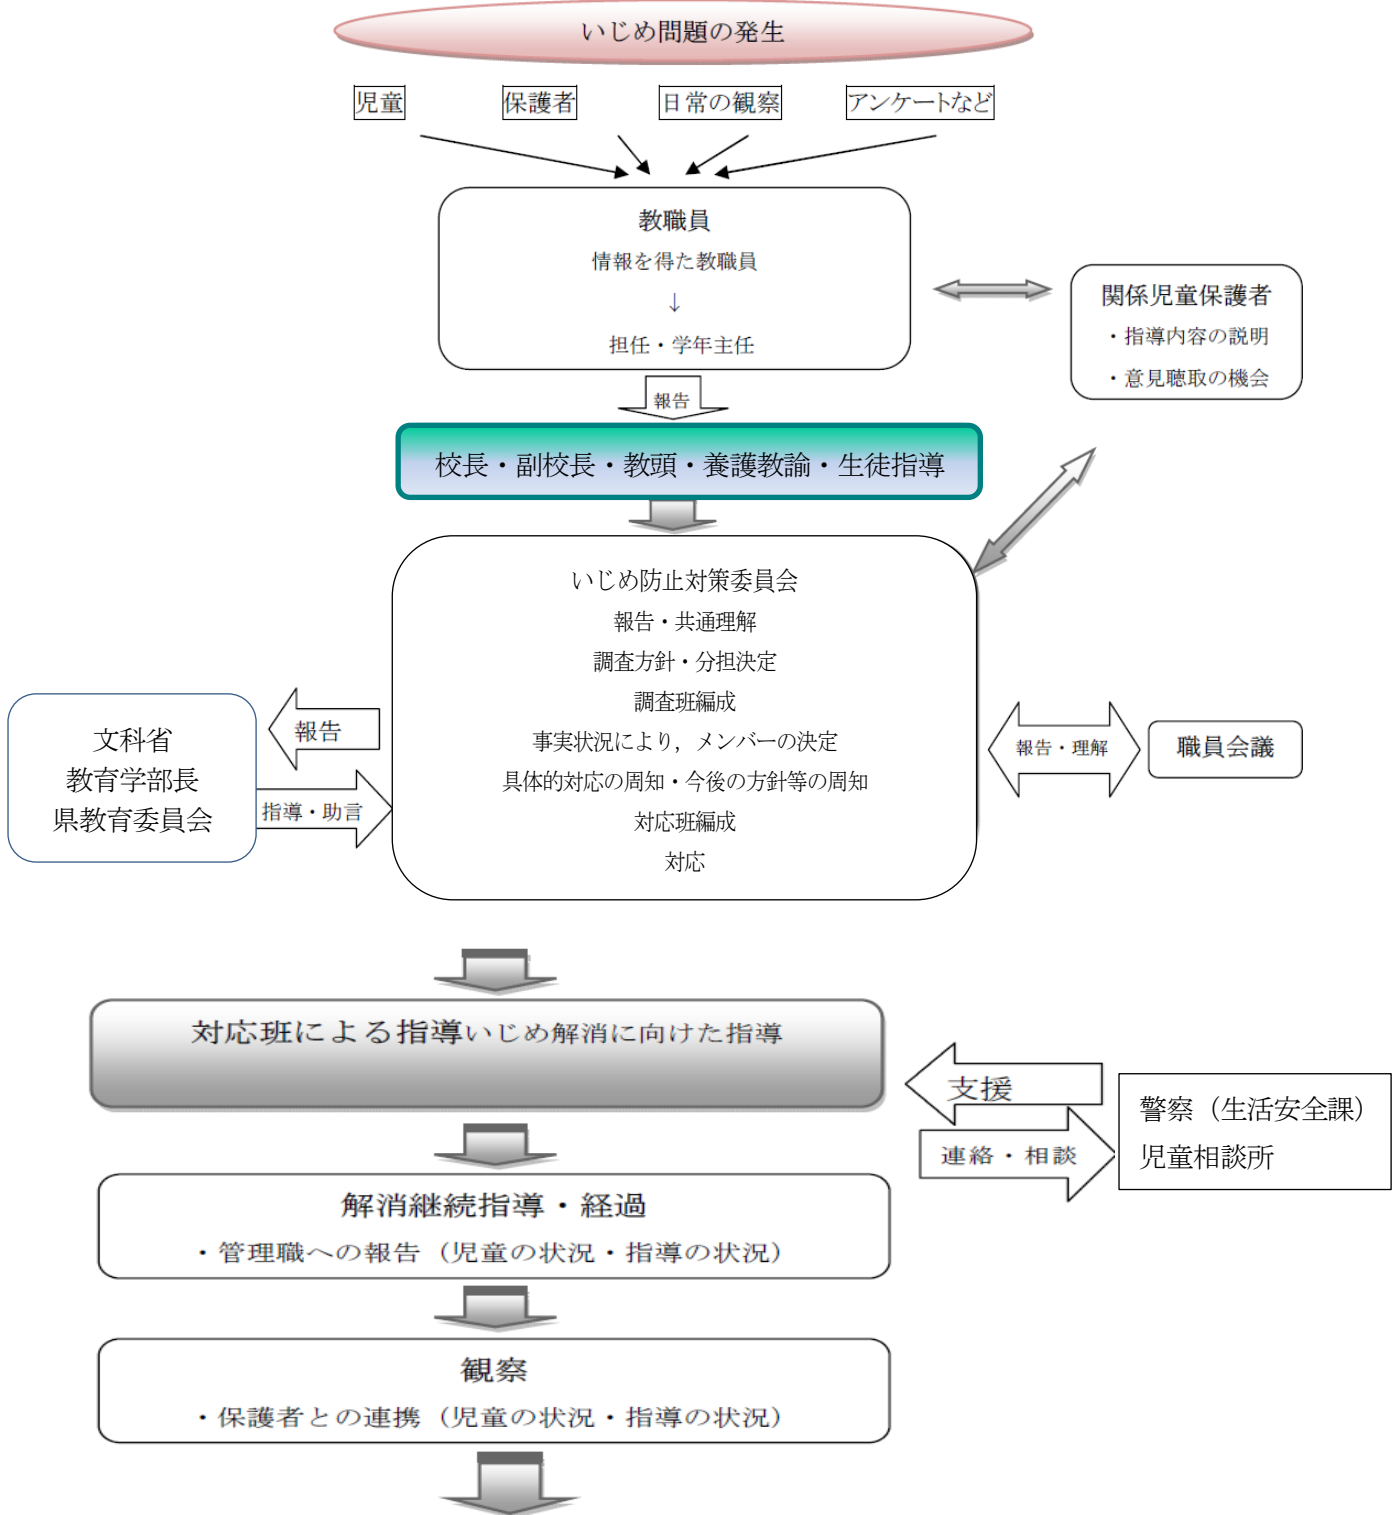 いじめ問題の発生
児童
保護者
日常の観察
アンケートなど
教職員
情報を得た教職員
↓
担任・学年主任
関係児童保護者
・指導内容の説明
・意見聴取の機会
報告
校長・副校長・教頭・養護教諭・生徒指導
いじめ防止対策委員会
報告・共通理解
調査方針・分担決定
調査班編成
事実状況により，メンバーの決定
具体的対応の周知・今後の方針等の周知
対応班編成
対応
文科省
教育学部長
県教育委員会
報告
指導・助言
報告・理解
職員会議
対応班による指導いじめ解消に向けた指導
支援
連絡・相談
警察（生活安全課）
児童相談所
解消継続指導・経過
・管理職への報告（児童の状況・指導の状況）
観察
・保護者との連携（児童の状況・指導の状況）